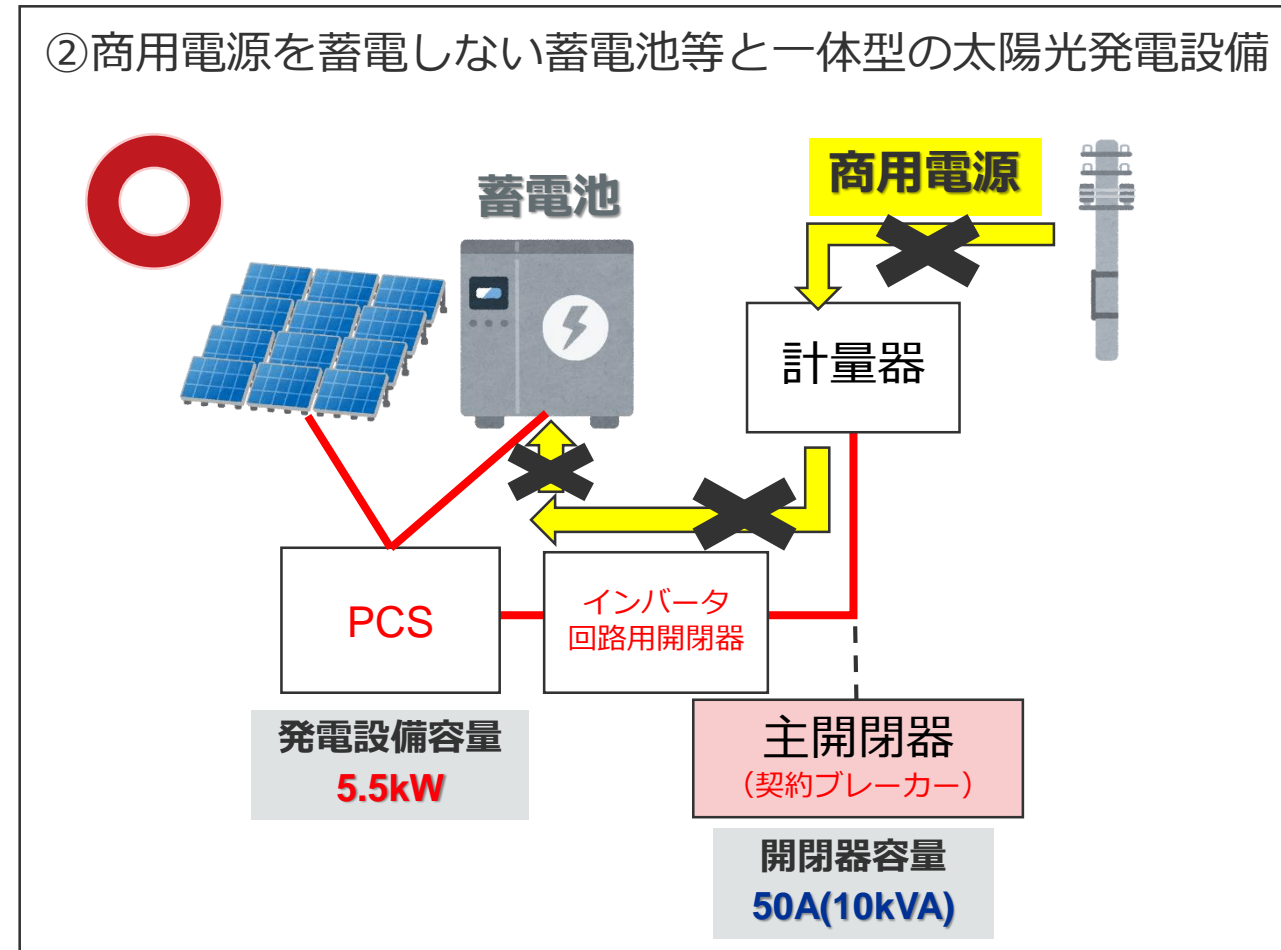 ②商用電源を蓄電しない蓄電池等と一体型の太陽光発電設備
商用電源
蓄電池
計量器
PCS
インバータ
回路用開閉器
発電設備容量
5.5kW
主開閉器
（契約ブレーカー）
開閉器容量
50A(10kVA)